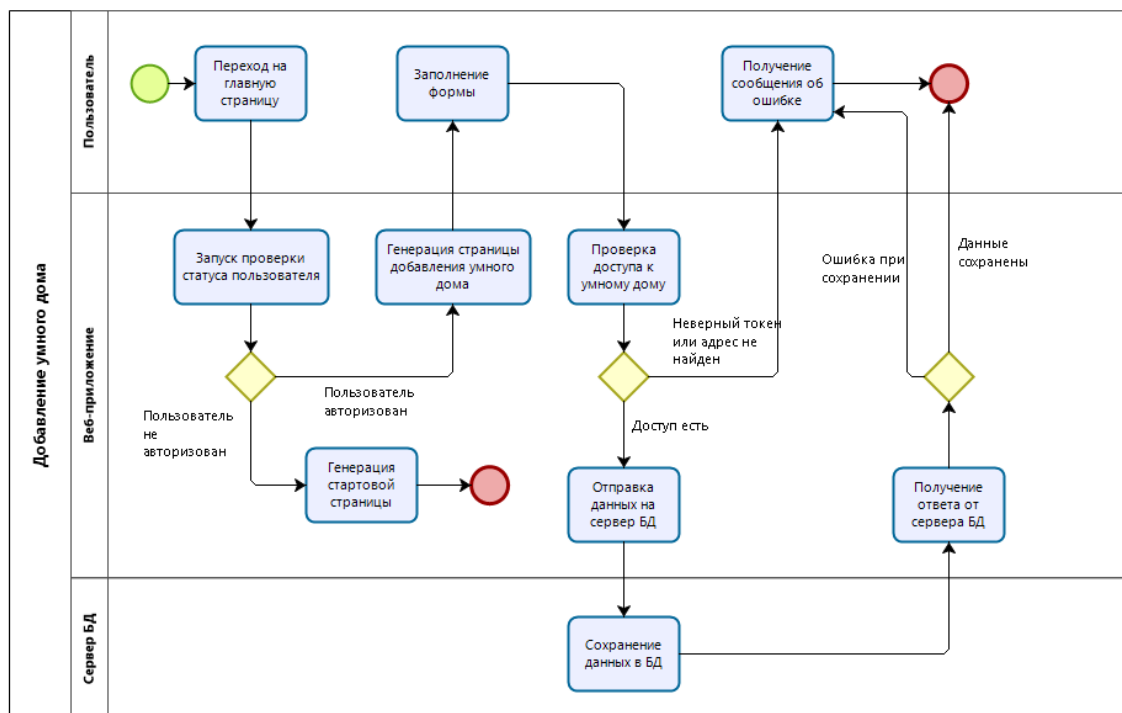 Добавление умного дома
Пользователь
Переход на
главную
страницу
Заполнение
формы
Получение
сообщения об
ошибке
Веб-приложение
Запуск проверки
статуса пользователя
Генерация страницы
добавления умного
дома
Проверка
доступа к
умному дому
Неверный токен
или адрес не
найден
Ошибка при
сохранении
Данные
сохранены
Пользователь
не
авторизован
Пользователь
авторизован
Доступ есть
Генерация
стартовой
страницы
Отправка
данных на
сервер БД
Получение
ответа от
сервера БД
Сервер БД
Сохранение
данных в БД